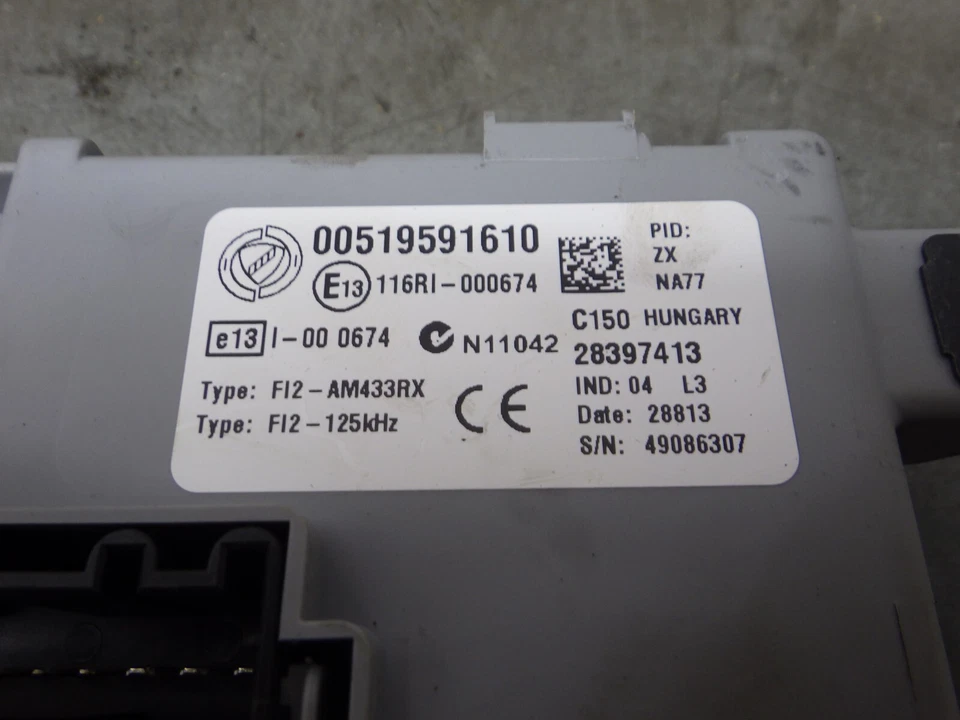 00519591610
E13 116RI-000674
e13 I-00 0674
N11042
Type: FI2-AM433RX
Type: FI2-125kHz
CE
PID:
ZX
NA77
C150 HUNGARY
28397413
IND: 04 L3
Date: 28813
S/N: 49086307